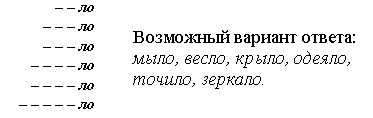 – – ло
– – – ло
– – – ло
– – – – ло
– – – – ло
– – – – – ло
Возможный вариант ответа:
мыло, весло, крыло, одеяло,
точило, зеркало.